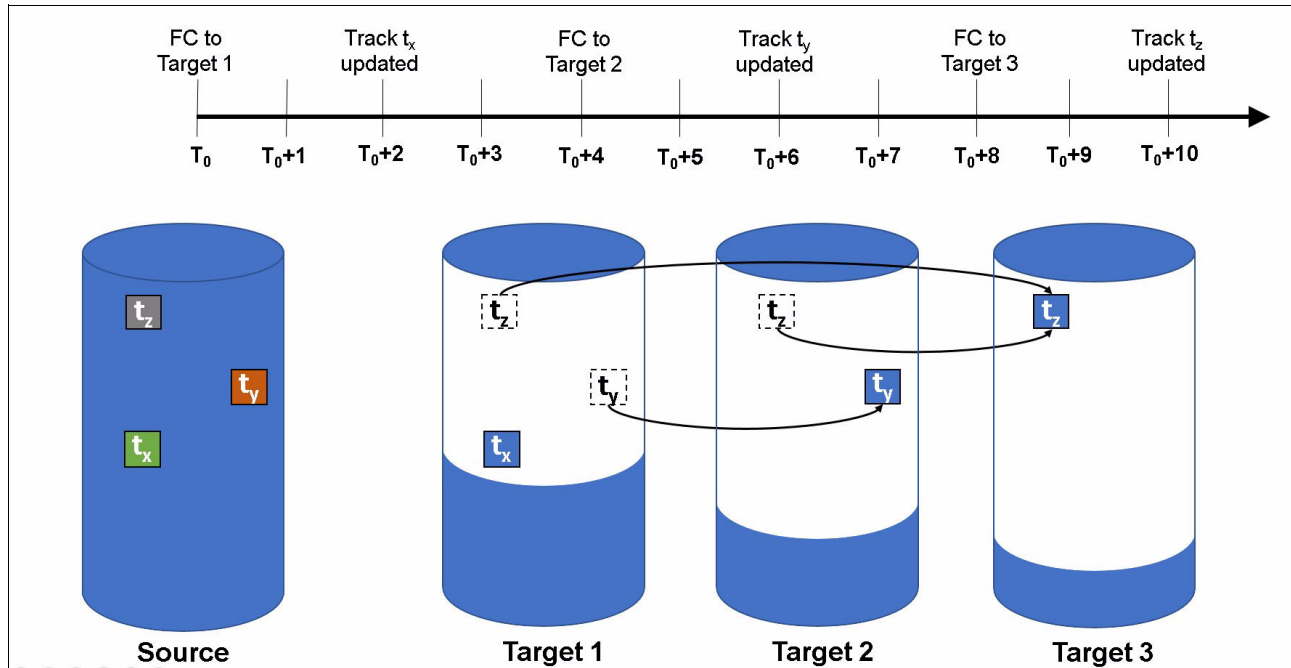 FC to
Target 1
Track tx
updated
FC to
Target 2
Track ty
updated
FC to
Target 3
Track tz
updated
T0
T0+1
T0+2
T0+3
T0+4
T0+5
T0+6
T0+7
T0+8
T0+9
T0+10
tz
tz
tz
tz
ty
ty
ty
tx
tx
Source
Target 1
Target 2
Target 3